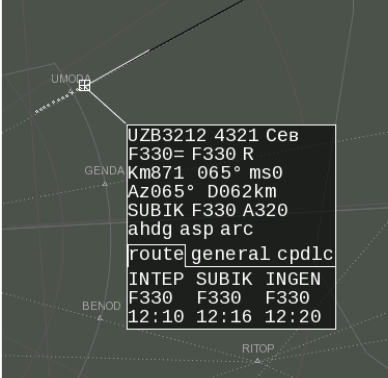 UMODA
UZB3212 4321 Сев
F330= F330 R
GENDA
Km871 065° ms0
Az065° D062km
SUBIK F330 A320
ahdg asp arc
route general cpdlc
INTEP SUBIK INGEN
F330 F330 F330
BENOD
12:10 12:16 12:20
RITOP